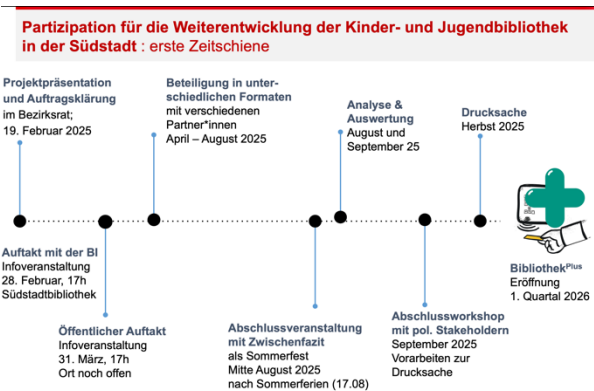 Partizipation für die Weiterentwicklung der Kinder- und Jugendbibliothek
in der Südstadt : erste Zeitschiene
Projektpräsentation
und Auftragsklärung
im Bezirksrat;
19. Februar 2025
Beteiligung in unter-
schiedlichen Formaten
mit verschiedenen
Partner*innen
April – August 2025
Analyse &
Auswertung
August und
September 25
Drucksache
Herbst 2025
Auftakt mit der BI
Infoveranstaltung
28. Februar, 17h
Südstadtbibliothek
Öffentlicher Auftakt
Infoveranstaltung
31. März, 17h
Ort noch offen
Abschlussveranstaltung
mit Zwischenfazit
als Sommerfest
Mitte August 2025
nach Sommerferien (17.08)
Abschlussworkshop
mit pol. Stakeholdern
September 2025
Vorarbeiten zur
Drucksache
BibliothekPlus
Eröffnung
1. Quartal 2026